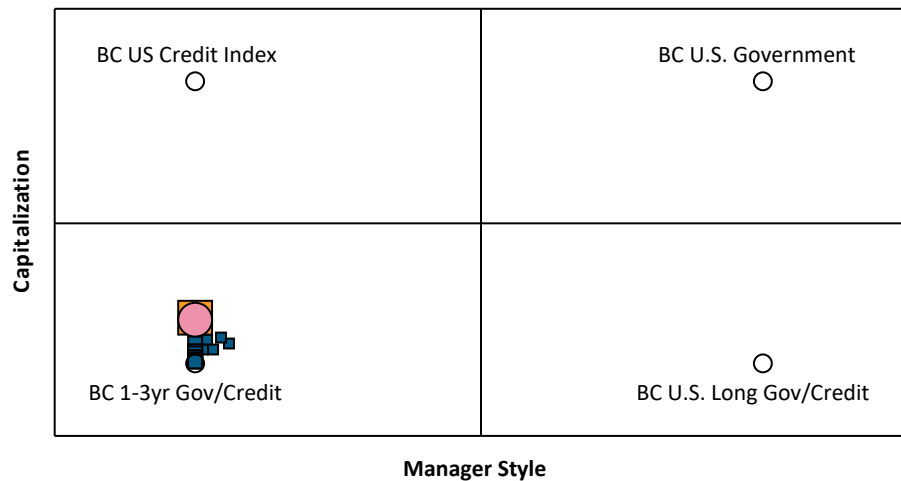 BC US Credit Index
BC U.S. Government
Capitalization
BC 1-3yr Gov/Credit
BC U.S. Long Gov/Credit
Manager Style